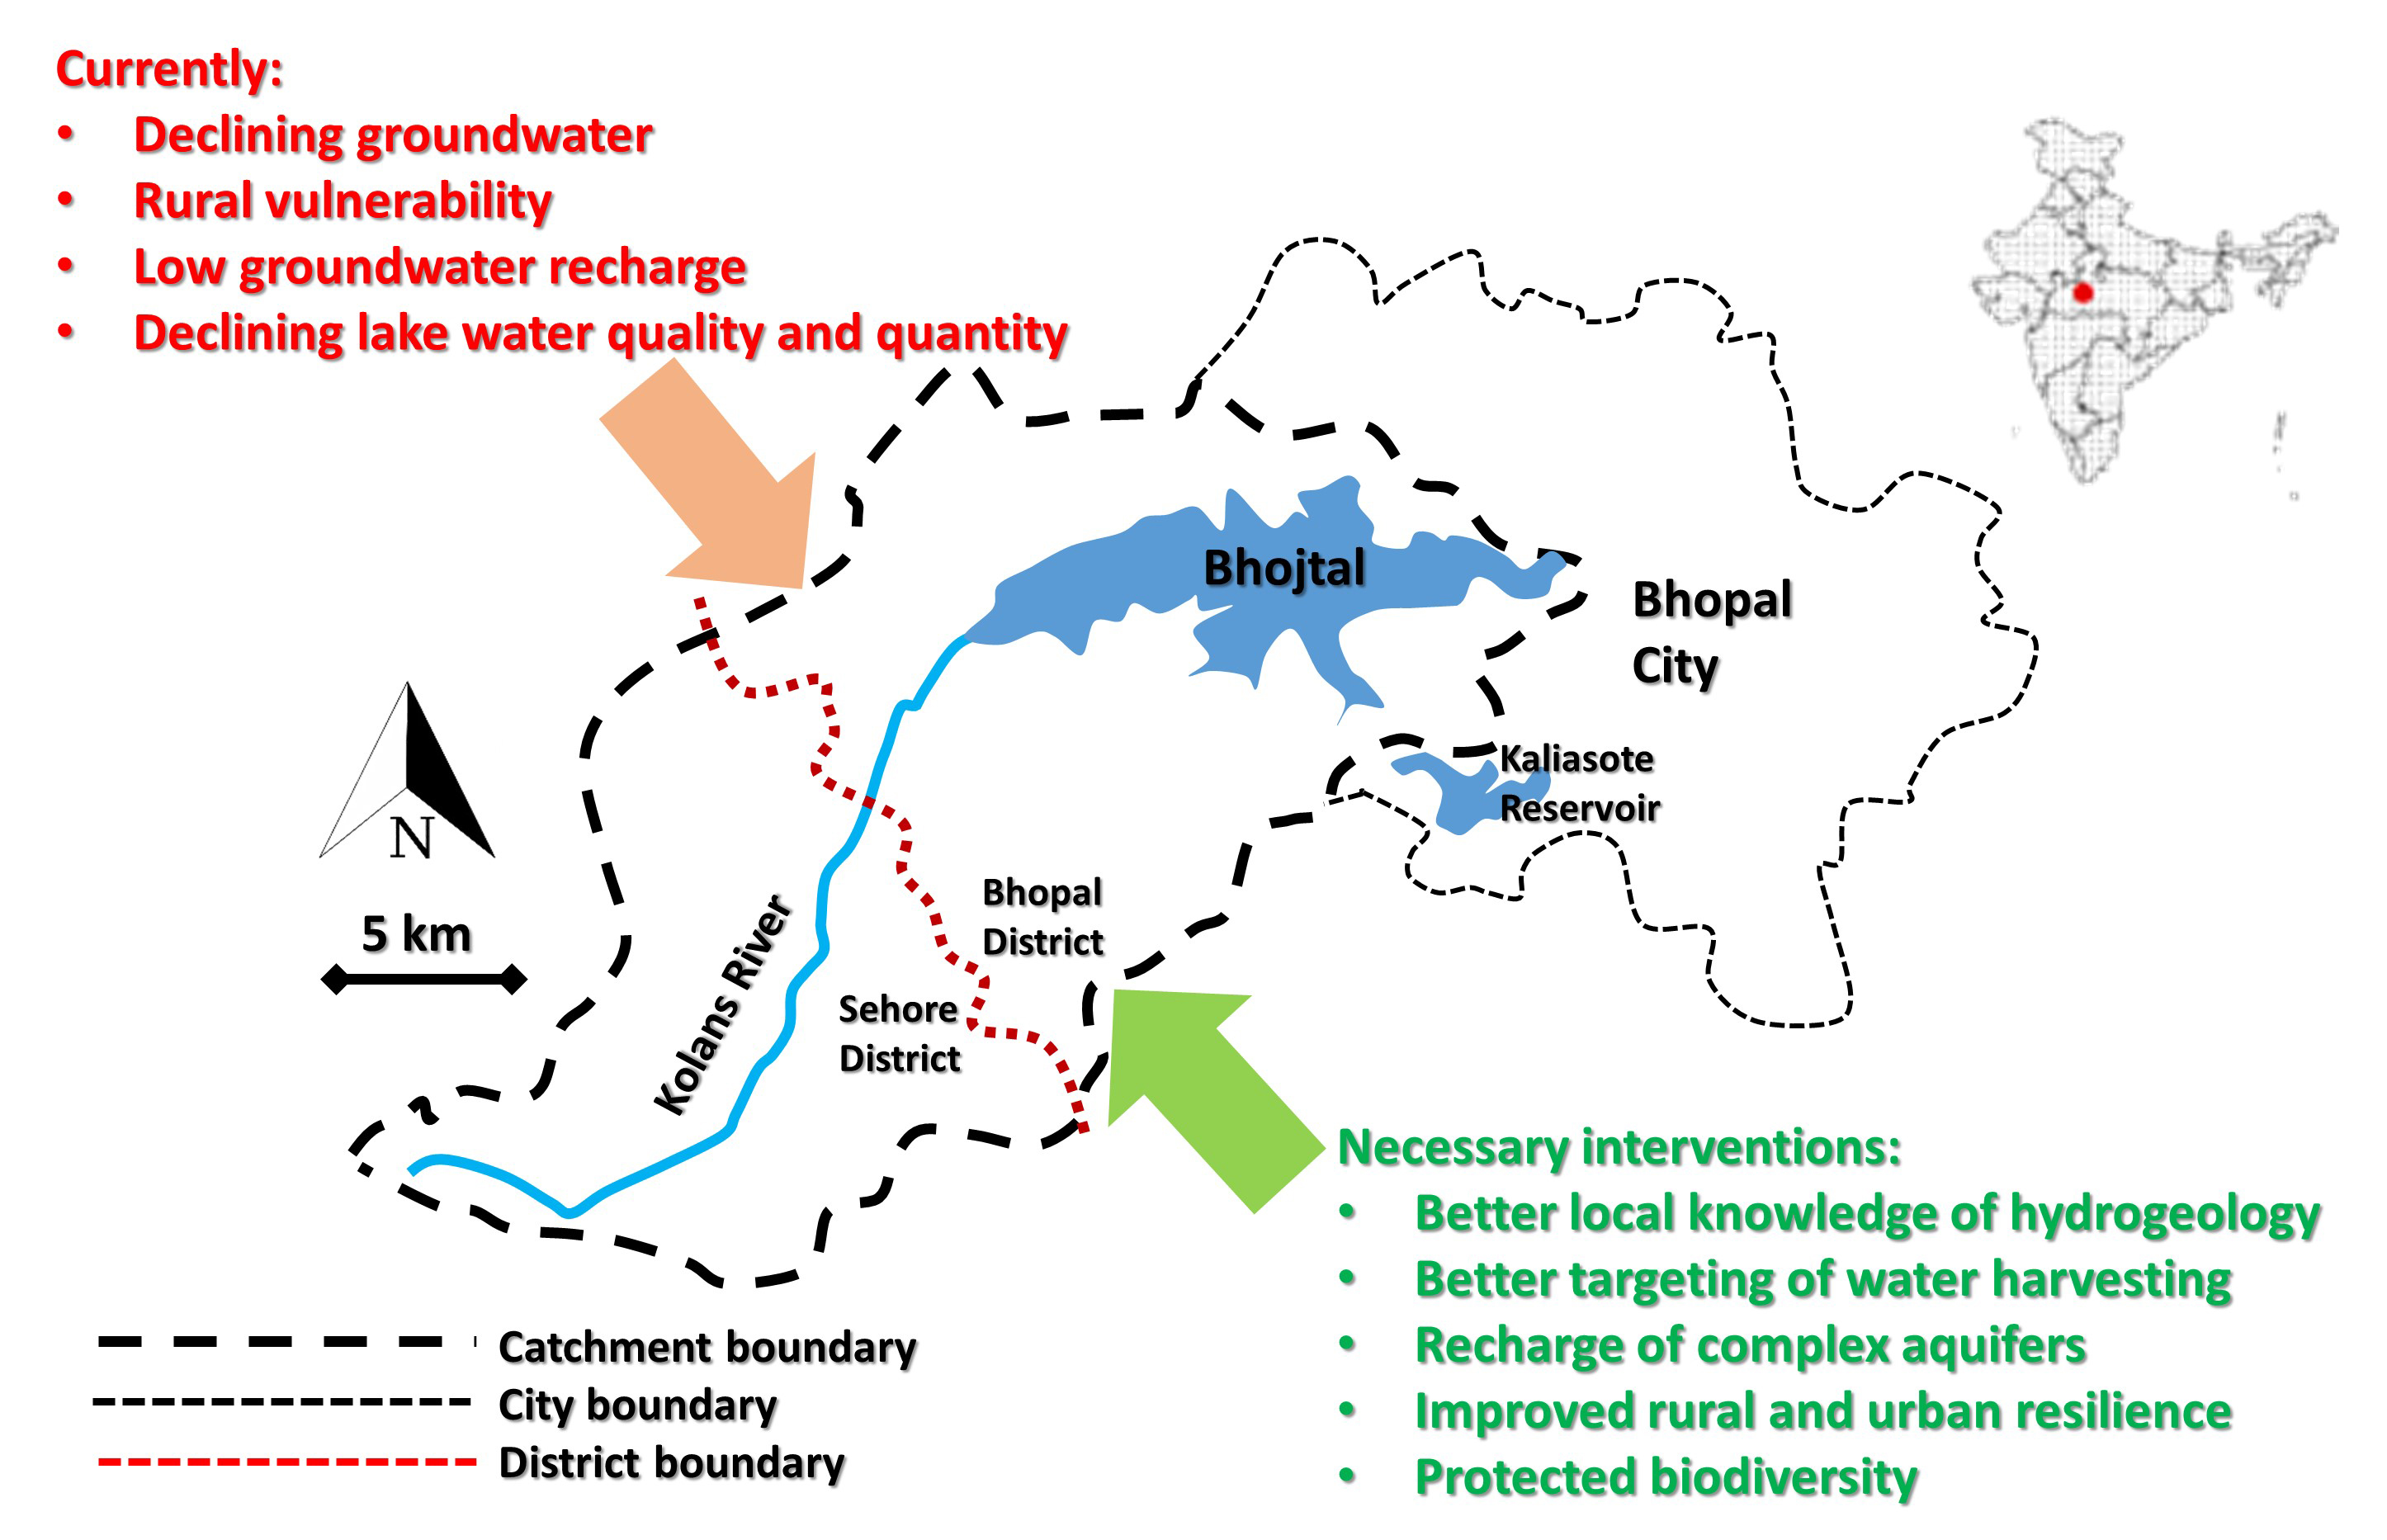 Currently:
• Declining groundwater
• Rural vulnerability
• Low groundwater recharge
• Declining lake water quality and quantity
Bhojtal
Bhopal
City
Kaliasote
Reservoir
N
5 km
Kolans River
Bhopal
District
Sehore
District
Necessary interventions:
• Better local knowledge of hydrogeology
• Better targeting of water harvesting
• Recharge of complex aquifers
• Improved rural and urban resilience
• Protected biodiversity
Catchment boundary
City boundary
District boundary